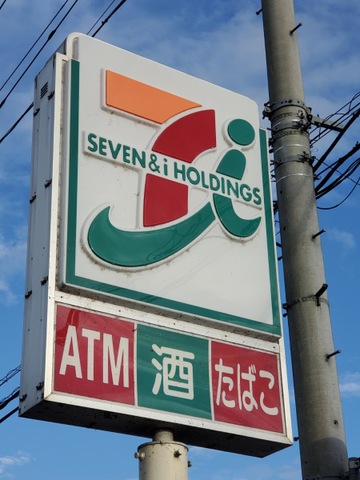 SEVEN & i HOLDINGS
ATM 酒 たばこ